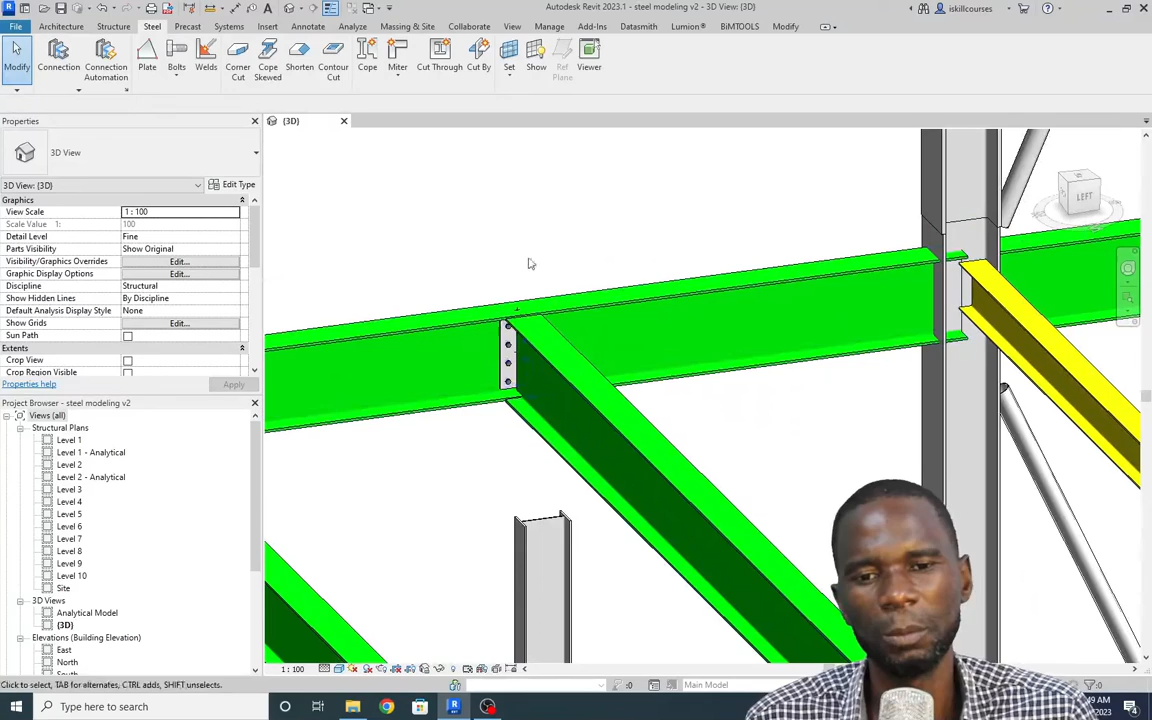 Autodesk Revit 2023.1 - steel modeling v2 - 3D View: {3D}
iskillcourses
File Architecture Structure Steel Precast Systems Insert Annotate Analyze Massing & Site Collaborate View Manage Add-Ins Datasmith Lumion® BIMTOOLS Modify
Modify Connection Connection Automation Plate Bolts Welds Corner Cut Cope Skewed Shorten Contour Cut Cope Miter Cut Through Cut By Set Show Ref Plane Viewer
Properties
{3D}
3D View
3D View: {3D} Edit Type
Graphics
View Scale 1 : 100
Scale Value 1: 100
Detail Level Fine
Parts Visibility Show Original
Visibility/Graphics Overrides Edit...
Graphic Display Options Edit...
Discipline Structural
Show Hidden Lines By Discipline
Default Analysis Display Style None
Show Grids Edit...
Sun Path
Extents
Crop View
Crop Region Visible
Properties help Apply
Project Browser - steel modeling v2
Views (all)
Structural Plans
Level 1
Level 1 - Analytical
Level 2
Level 2 - Analytical
Level 3
Level 4
Level 5
Level 6
Level 7
Level 8
Level 9
Level 10
Site
3D Views
Analytical Model
{3D}
Elevations (Building Elevation)
East
North
LEFT
1 : 100
Click to select, TAB for alternates, CTRL adds, SHIFT unselects.
:0
Main Model
:0
Type here to search